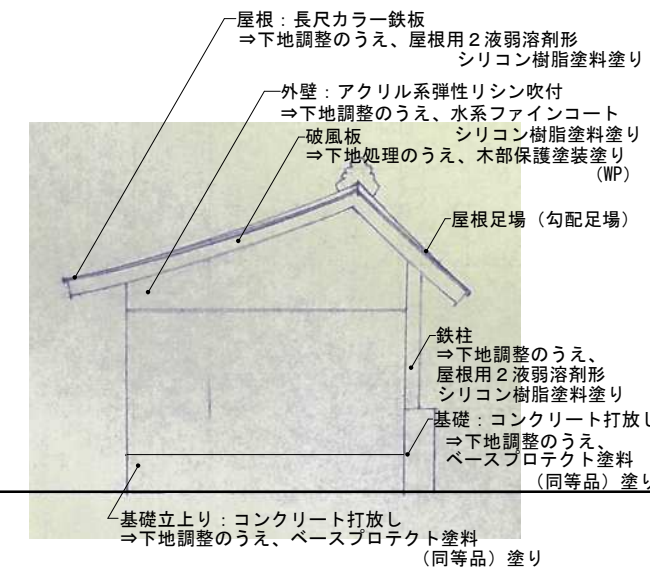 屋根：長尺カラー鉄板
⇒下地調整のうえ、屋根用２液弱溶剤形
シリコン樹脂塗料塗り
外壁：アクリル系弾性リシン吹付
⇒下地調整のうえ、水系ファインコート
シリコン樹脂塗料塗り
破風板
⇒下地処理のうえ、木部保護塗装塗り
(WP)
屋根足場（勾配足場）
鉄柱
⇒下地調整のうえ、
屋根用２液弱溶剤形
シリコン樹脂塗料塗り
基礎：コンクリート打放し
⇒下地調整のうえ、
ベースプロテクト塗料
（同等品）塗り
基礎立上り：コンクリート打放し
⇒下地調整のうえ、ベースプロテクト塗料
（同等品）塗り